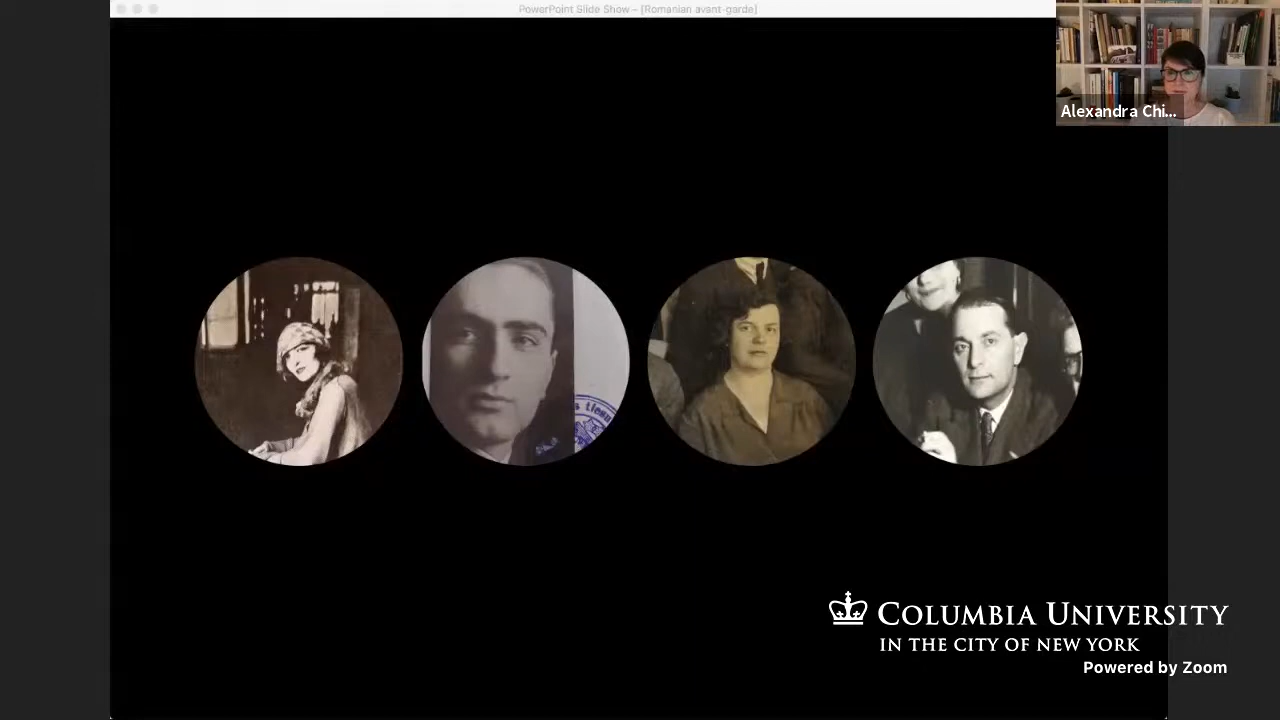 PowerPoint Slide Show – [Romanian avant-garde]
Alexandra Chi...
COLUMBIA UNIVERSITY
IN THE CITY OF NEW YORK
Powered by Zoom